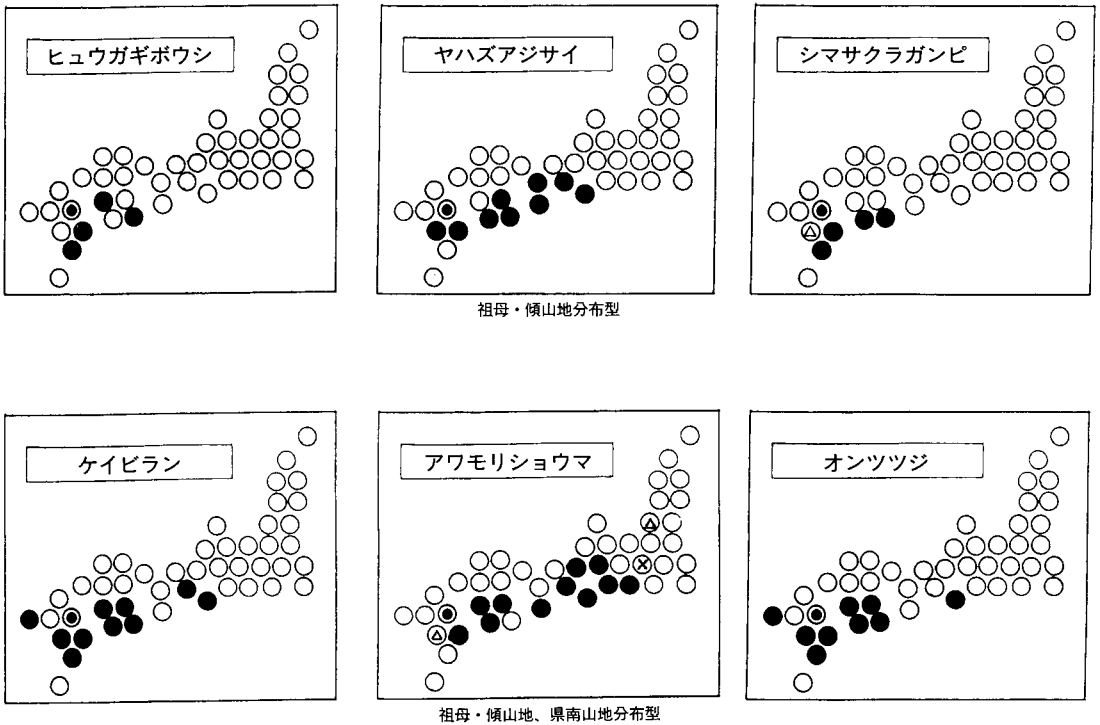 ヒュウガギボウシ
ヤハズアジサイ
シマサクラガンピ
祖母・傾山地分布型
ケイビラン
アワモリショウマ
オンツツジ
祖母・傾山地、県南山地分布型